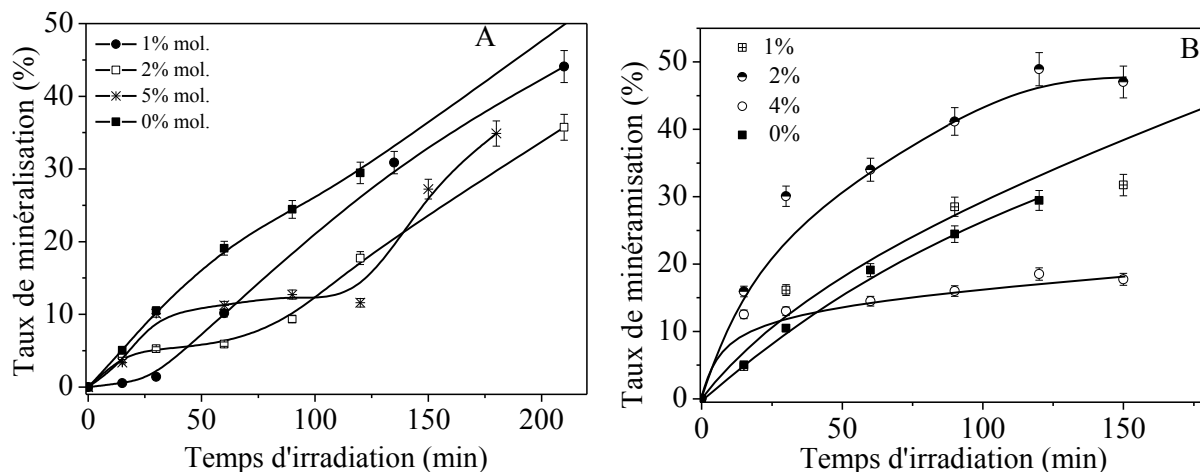 A
Taux de minéralisation (%)
50
40
30
20
10
0
1% mol.
2% mol.
5% mol.
0% mol.
0 50 100 150 200
Temps d'irradiation (min)
B
Taux de minéramisation (%)
50
40
30
20
10
0
1%
2%
4%
0%
0 50 100 150
Temps d'irradiation (min)